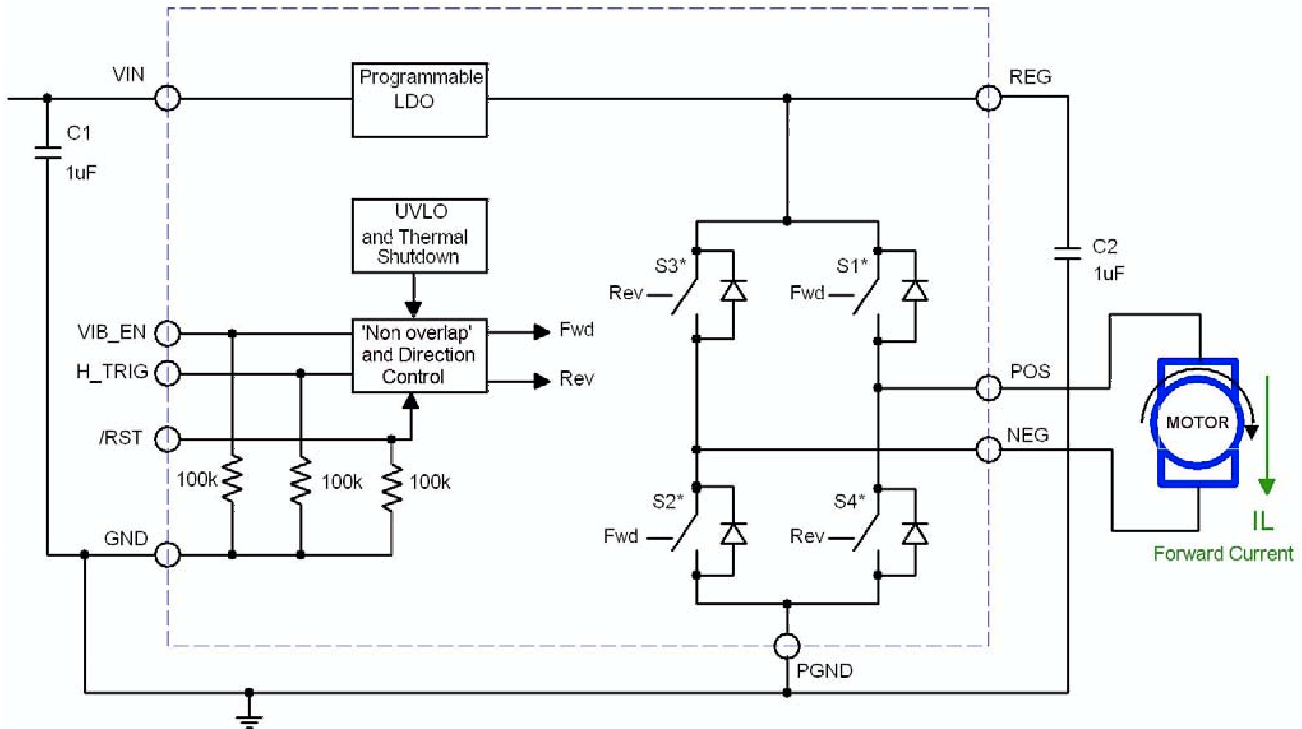 VIN
Programmable
LDO
REG
C1
1uF
UVLO
and Thermal
Shutdown
S3*
Rev
S1*
Fwd
C2
1uF
VIB_EN
'Non overlap'
and Direction
Control
Fwd
H_TRIG
Rev
POS
MOTOR
/RST
NEG
100k
100k
100k
S2*
Fwd
S4*
Rev
GND
IL
Forward Current
PGND